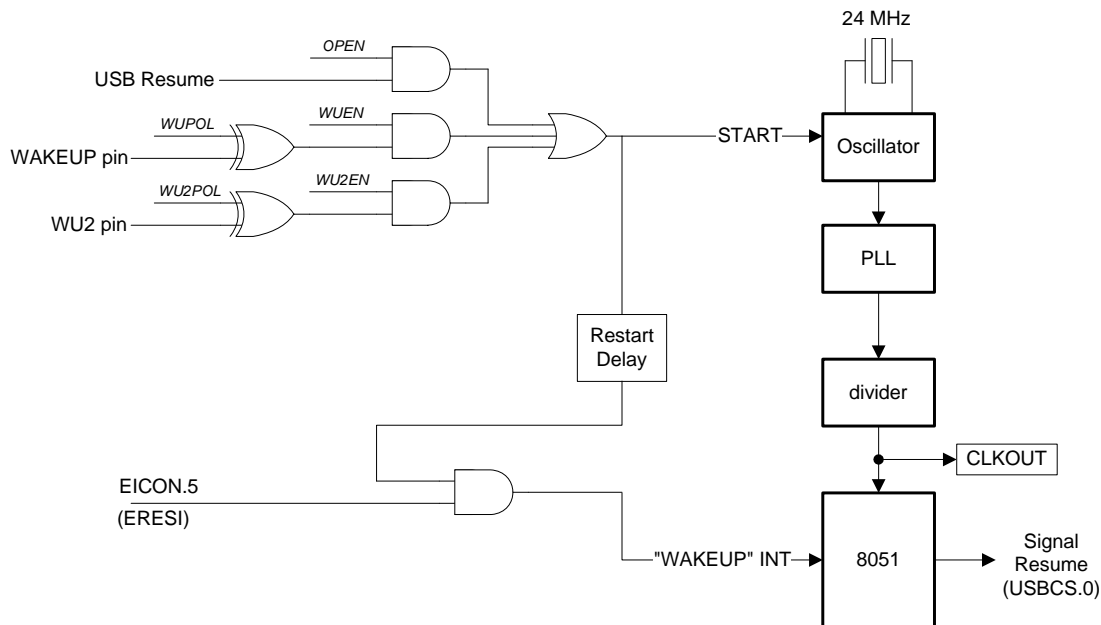 24 MHz
OPEN
USB Resume
WUPOL
WUEN
WAKEUP pin
START
Oscillator
WU2POL
WU2EN
WU2 pin
PLL
Restart
Delay
divider
CLKOUT
EICON.5
(ERESI)
"WAKEUP" INT
8051
Signal
Resume
(USBCS.0)